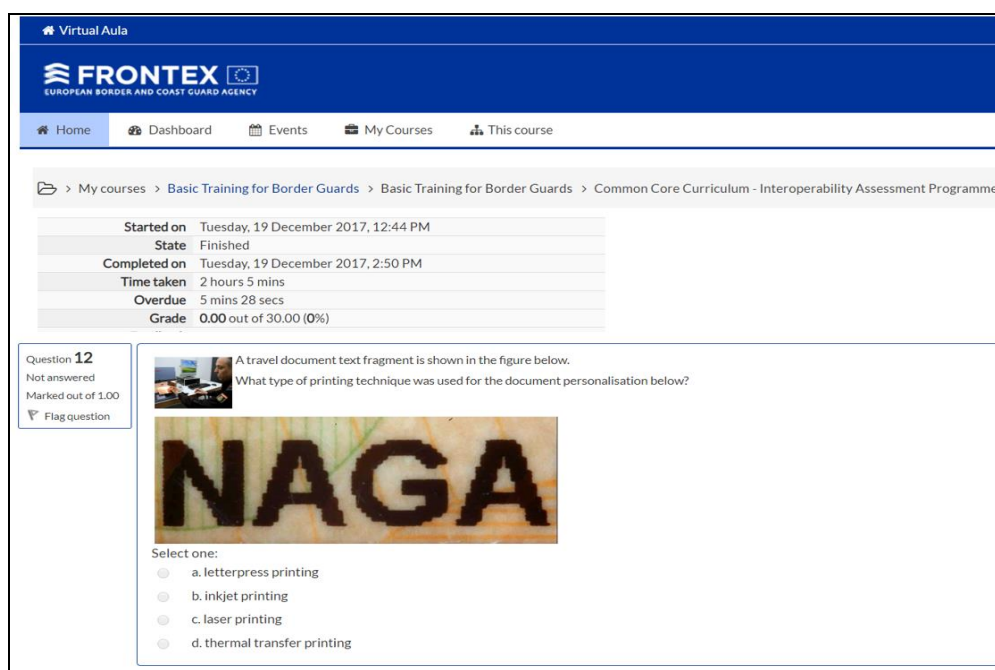 Virtual Aula
FRONTEX
EUROPEAN BORDER AND COAST GUARD AGENCY
Home Dashboard Events My Courses This course
> My courses > Basic Training for Border Guards > Basic Training for Border Guards > Common Core Curriculum - Interoperability Assessment Programme
Started on Tuesday, 19 December 2017, 12:44 PM
State Finished
Completed on Tuesday, 19 December 2017, 2:50 PM
Time taken 2 hours 5 mins
Overdue 5 mins 28 secs
Grade 0.00 out of 30.00 (0%)
Question 12
Not answered
Marked out of 1.00
Flag question
A travel document text fragment is shown in the figure below.
What type of printing technique was used for the document personalisation below?
NAGA
Select one:
a. letterpress printing
b. inkjet printing
c. laser printing
d. thermal transfer printing